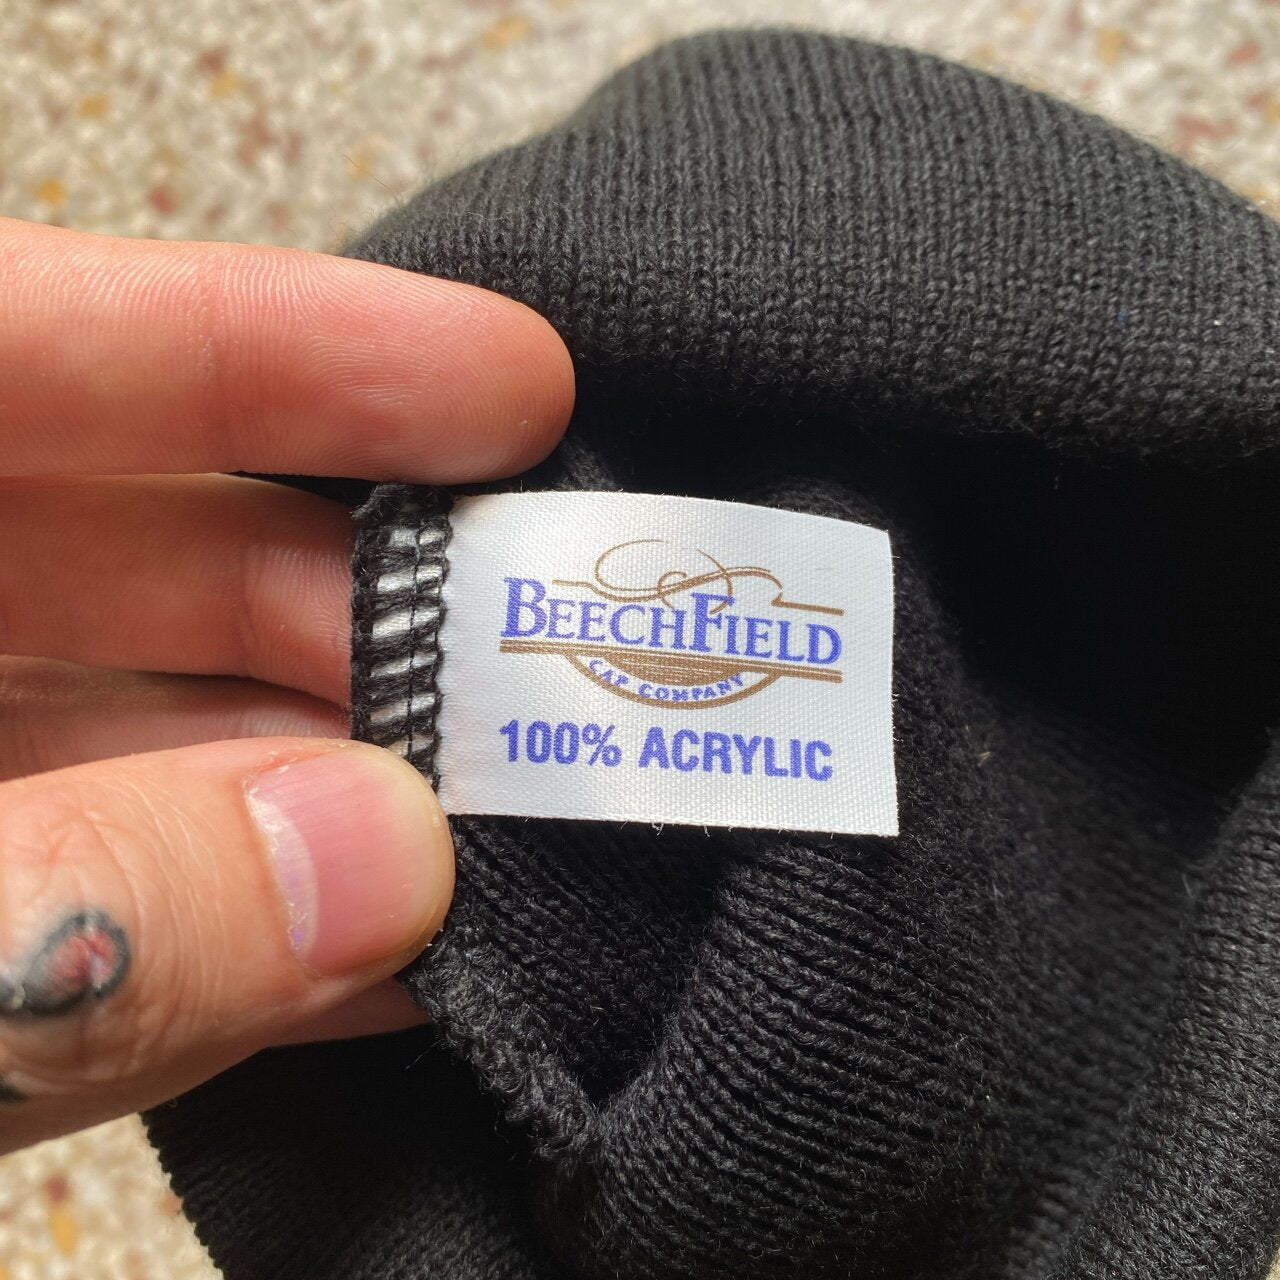 BEECHFIELD
CAP COMPANY
100% ACRYLIC